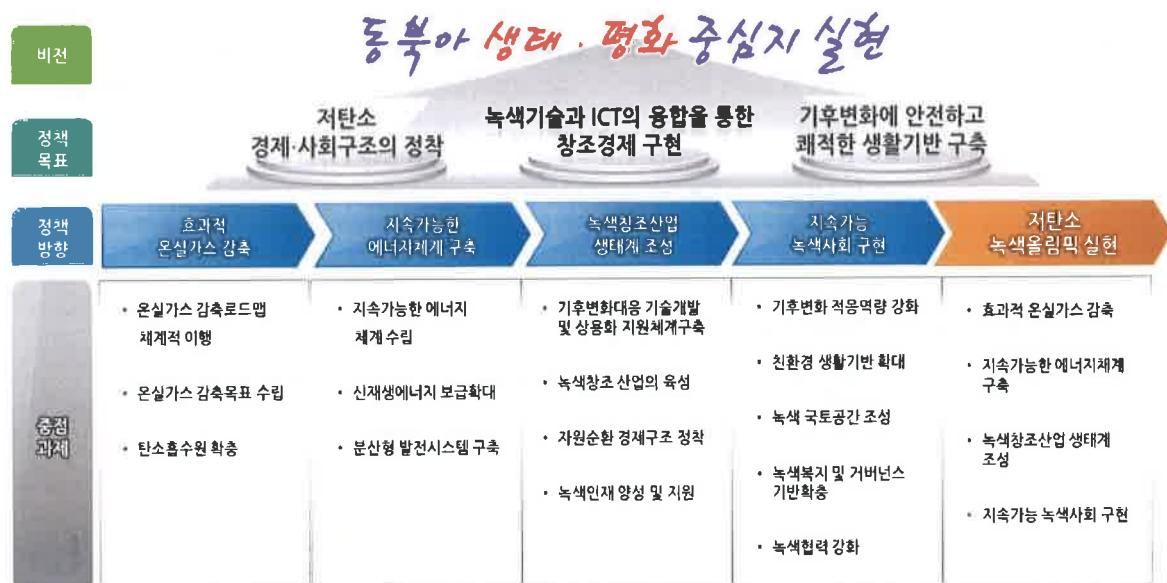 비전
동북아 생태·평화 중심지 실현
정책
목표
저탄소
경제·사회구조의 정착
녹색기술과 ICT의 융합을 통한
창조경제 구현
기후변화에 안전하고
쾌적한 생활기반 구축
정책
방향
효과적
온실가스 감축
지속가능한
에너지체계 구축
녹색창조산업
생태계 조성
지속가능
녹색사회 구현
저탄소
녹색올림픽 실현
중점
과제
• 온실가스 감축로드맵
체계적 이행
• 온실가스 감축목표 수립
• 탄소흡수원 확충
• 지속가능한 에너지
체계 수립
• 신재생에너지 보급확대
• 분산형 발전시스템 구축
• 기후변화대응 기술개발
및 상용화 지원체계구축
• 녹색창조 산업의 육성
• 자원순환 경제구조 정착
• 녹색인재 양성 및 지원
• 기후변화 적응역량 강화
• 친환경 생활기반 확대
• 녹색 국토공간 조성
• 녹색복지 및 거버넌스
기반확충
• 녹색협력 강화
• 효과적 온실가스 감축
• 지속가능한 에너지체계
구축
• 녹색창조산업 생태계
조성
• 지속가능 녹색사회 구현